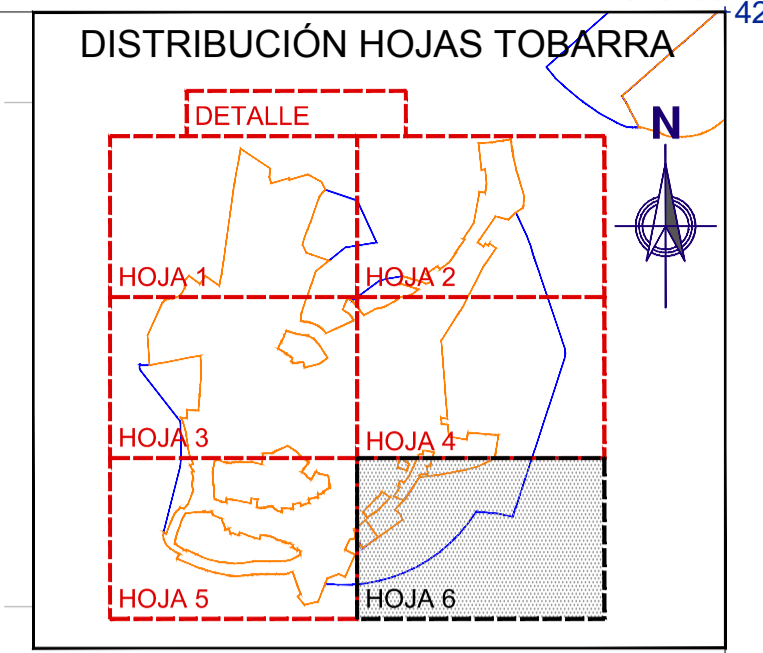 42
DISTRIBUCIÓN HOJAS TOBARRA
DETALLE
N
HOJA 1
HOJA 2
HOJA 3
HOJA 4
HOJA 5
HOJA 6